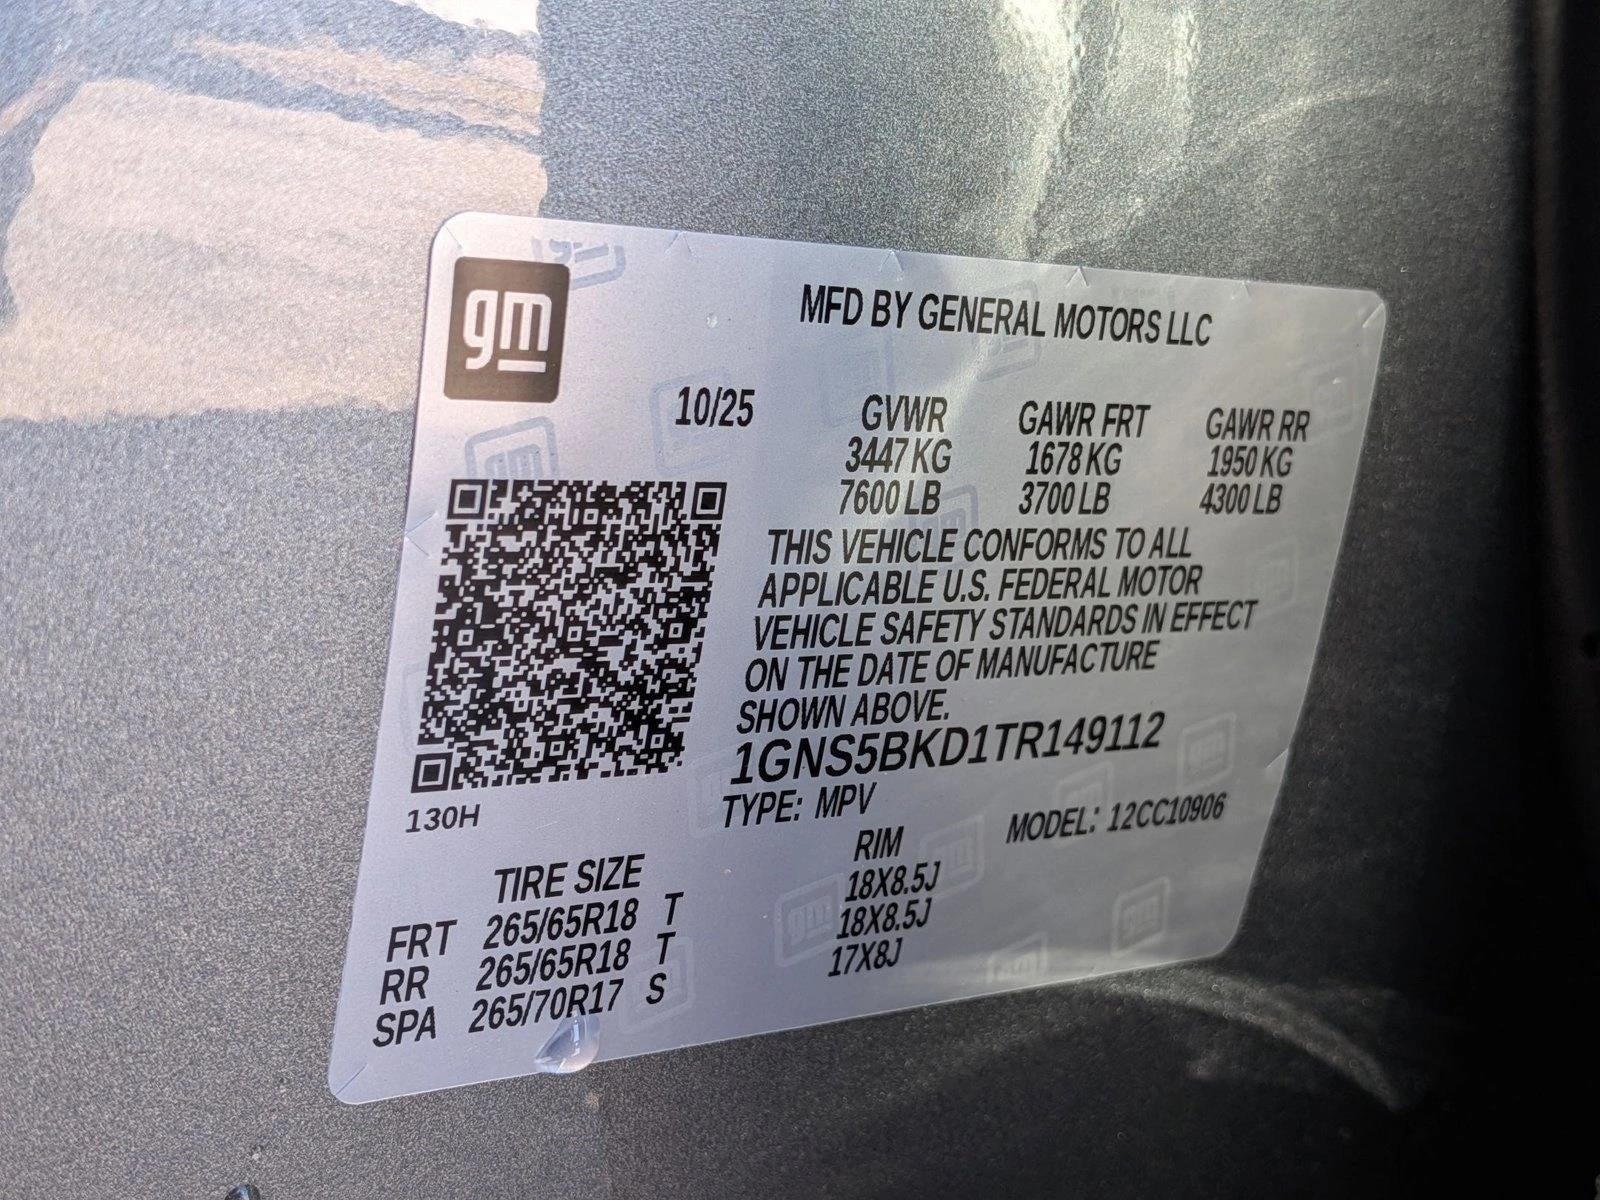 gm
MFD BY GENERAL MOTORS LLC
10/25
GVWR GAWR FRT GAWR RR
3447 KG 1678 KG 1950 KG
7600 LB 3700 LB 4300 LB
THIS VEHICLE CONFORMS TO ALL
APPLICABLE U.S. FEDERAL MOTOR
VEHICLE SAFETY STANDARDS IN EFFECT
ON THE DATE OF MANUFACTURE
SHOWN ABOVE.
1GNS5BKD1TR149112
130H
TYPE: MPV MODEL: 12CC10906
TIRE SIZE RIM
FRT 265/65R18 T 18X8.5J
RR 265/65R18 T 18X8.5J
SPA 265/70R17 S 17X8J